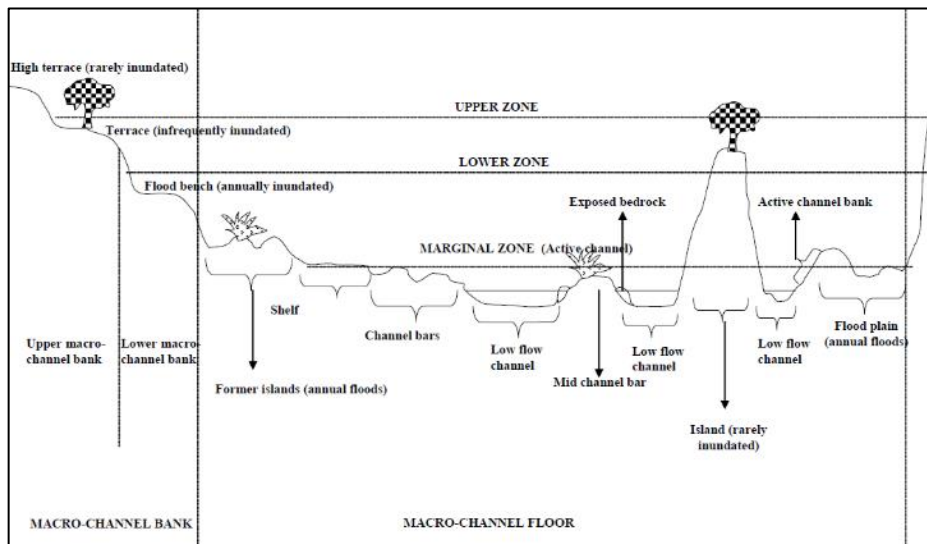 High terrace (rarely inundated)
UPPER ZONE
Terrace (infrequently inundated)
LOWER ZONE
Flood bench (annually inundated)
Exposed bedrock
Active channel bank
MARGINAL ZONE (Active channel)
Shelf
Channel bars
Flood plain
(annual floods)
Upper macro-
channel bank
Lower macro-
channel bank
Low flow
channel
Low flow
channel
Low flow
channel
Former islands (annual floods)
Mid channel bar
Island (rarely
inundated)
MACRO-CHANNEL BANK
MACRO-CHANNEL FLOOR